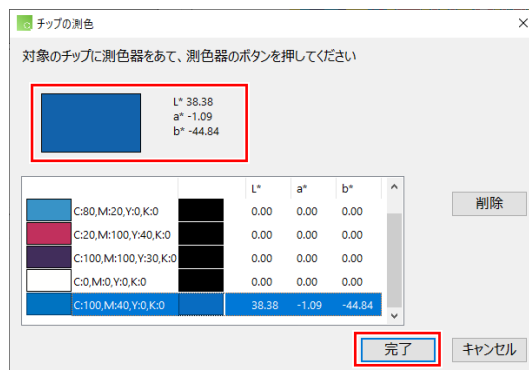 チップの測色
対象のチップに測色器をあて、測色器のボタンを押してください
L* 38.38
a* -1.09
b* -44.84
L* a* b*
C:80,M:20,Y:0,K:0 0.00 0.00 0.00
C:20,M:100,Y:40,K:0 0.00 0.00 0.00
C:100,M:100,Y:30,K:0 0.00 0.00 0.00
C:0,M:0,Y:0,K:0 0.00 0.00 0.00
C:100,M:40,Y:0,K:0 38.38 -1.09 -44.84
削除
完了 キャンセル